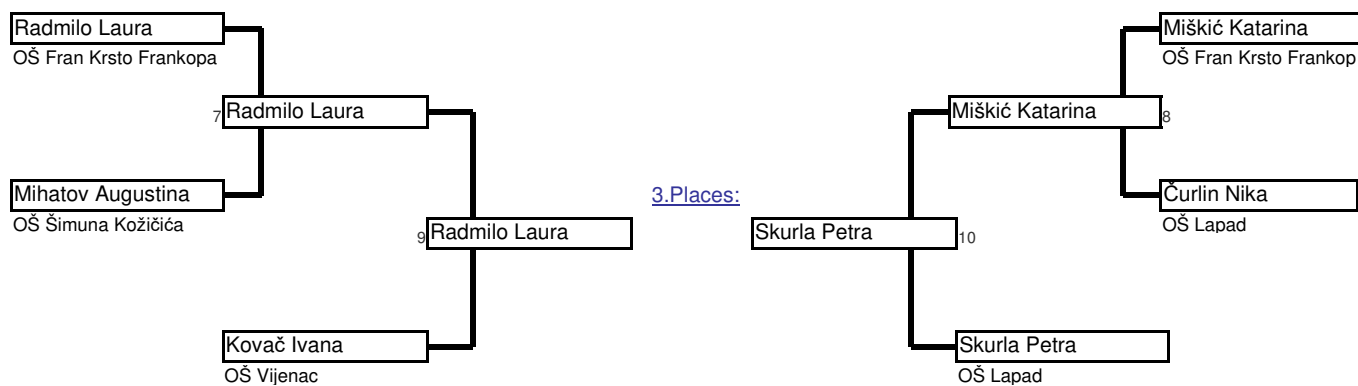 Radmilo Laura
OŠ Fran Krsto Frankopa
7 Radmilo Laura
Mihatov Augustina
OŠ Šimuna Kožičića
9 Radmilo Laura
Kovač Ivana
OŠ Vijenac
3.Places:
Miškić Katarina
OŠ Fran Krsto Frankop
Miškić Katarina 8
Čurlin Nika
OŠ Lapad
Skurla Petra 10
Skurla Petra
OŠ Lapad